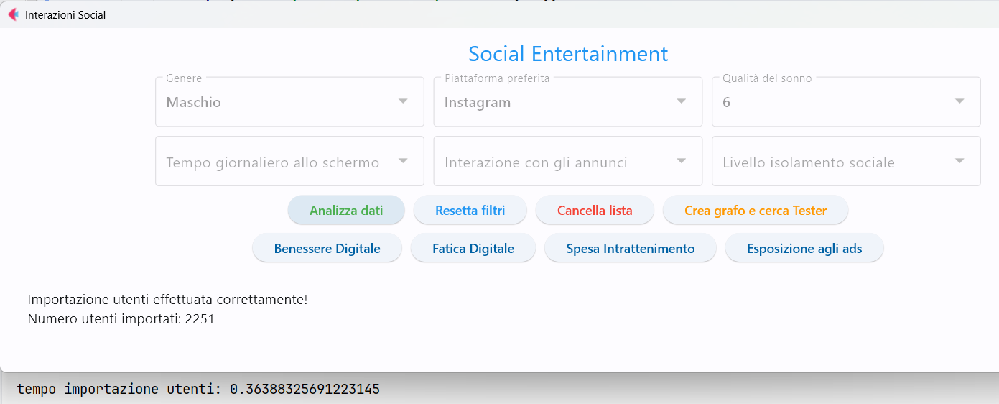 Interazioni Social
Social Entertainment
Genere Piattaforma preferita Qualità del sonno
Maschio Instagram 6
Tempo giornaliero allo schermo Interazione con gli annunci Livello isolamento sociale
Analizza dati Resetta filtri Cancella lista Crea grafo e cerca Tester
Benessere Digitale Fatica Digitale Spesa Intrattenimento Esposizione agli ads
Importazione utenti effettuata correttamente!
Numero utenti importati: 2251
tempo importazione utenti: 0.36388325691223145